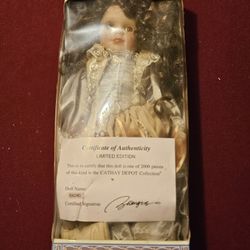 Certificate of Authenticity
LIMITED EDITION
This is to certify that this doll is one of 2000 pieces
of this kind in the CATHAY DEPOT Collection
Doll Name:
Certified Signature